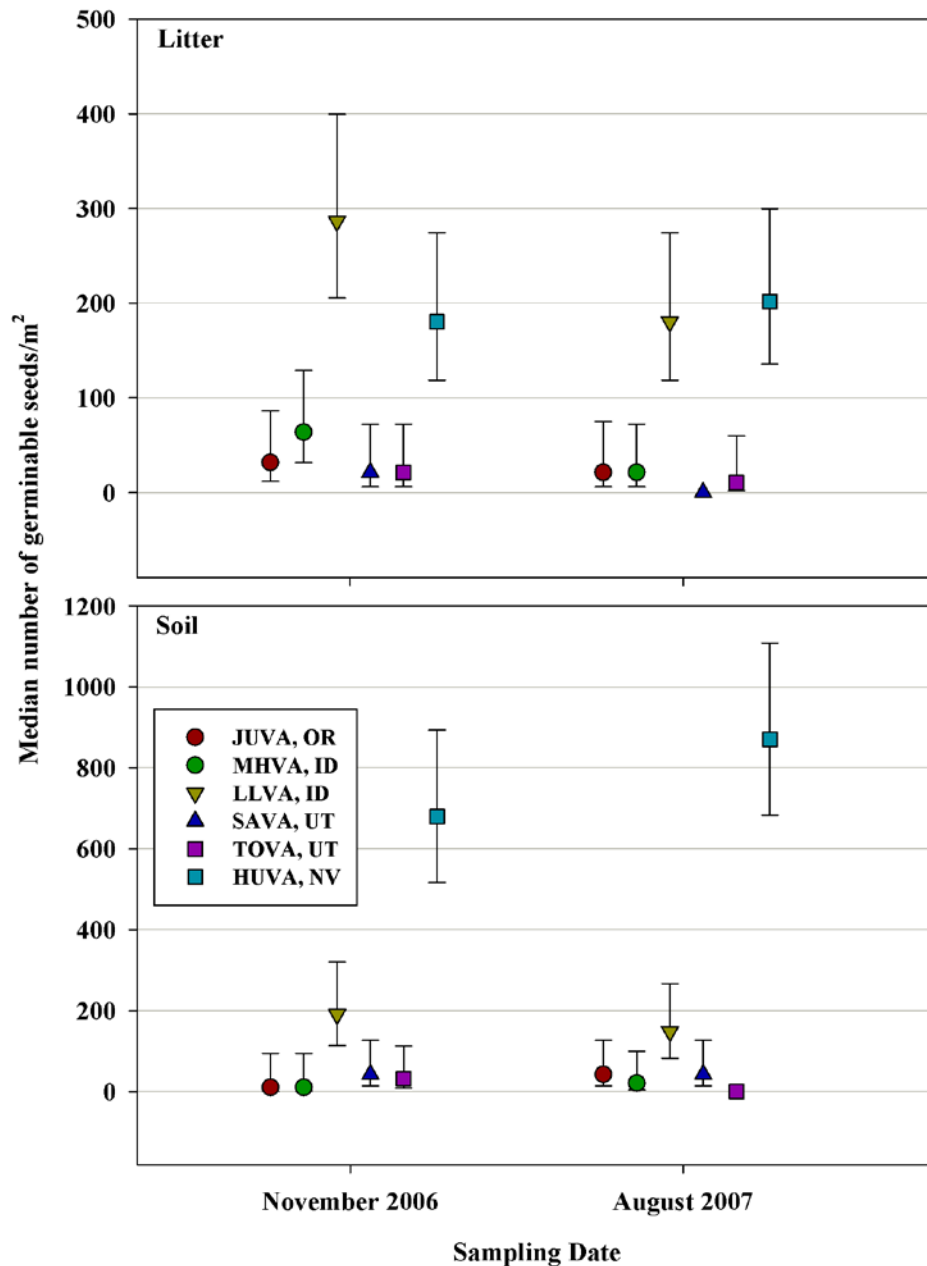 500
Litter
400
300
200
100
0
Median number of germinable seeds/m²
1200
Soil
1000
800
600
400
200
0
JUVA, OR
MHVA, ID
LLVA, ID
SAVA, UT
TOVA, UT
HUVA, NV
November 2006
August 2007
Sampling Date